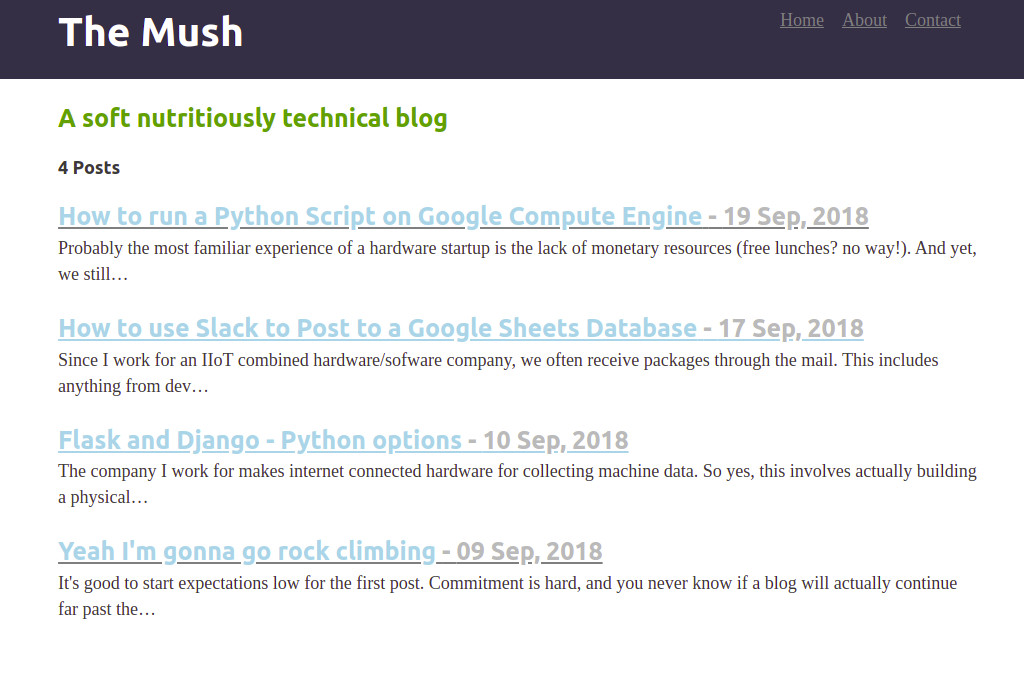 The Mush
Home About Contact
A soft nutritiously technical blog
4 Posts
How to run a Python Script on Google Compute Engine - 19 Sep, 2018
Probably the most familiar experience of a hardware startup is the lack of monetary resources (free lunches? no way!). And yet,
we still…
How to use Slack to Post to a Google Sheets Database - 17 Sep, 2018
Since I work for an IIoT combined hardware/sofware company, we often receive packages through the mail. This includes
anything from dev…
Flask and Django - Python options - 10 Sep, 2018
The company I work for makes internet connected hardware for collecting machine data. So yes, this involves actually building
a physical…
Yeah I'm gonna go rock climbing - 09 Sep, 2018
It's good to start expectations low for the first post. Commitment is hard, and you never know if a blog will actually continue
far past the…